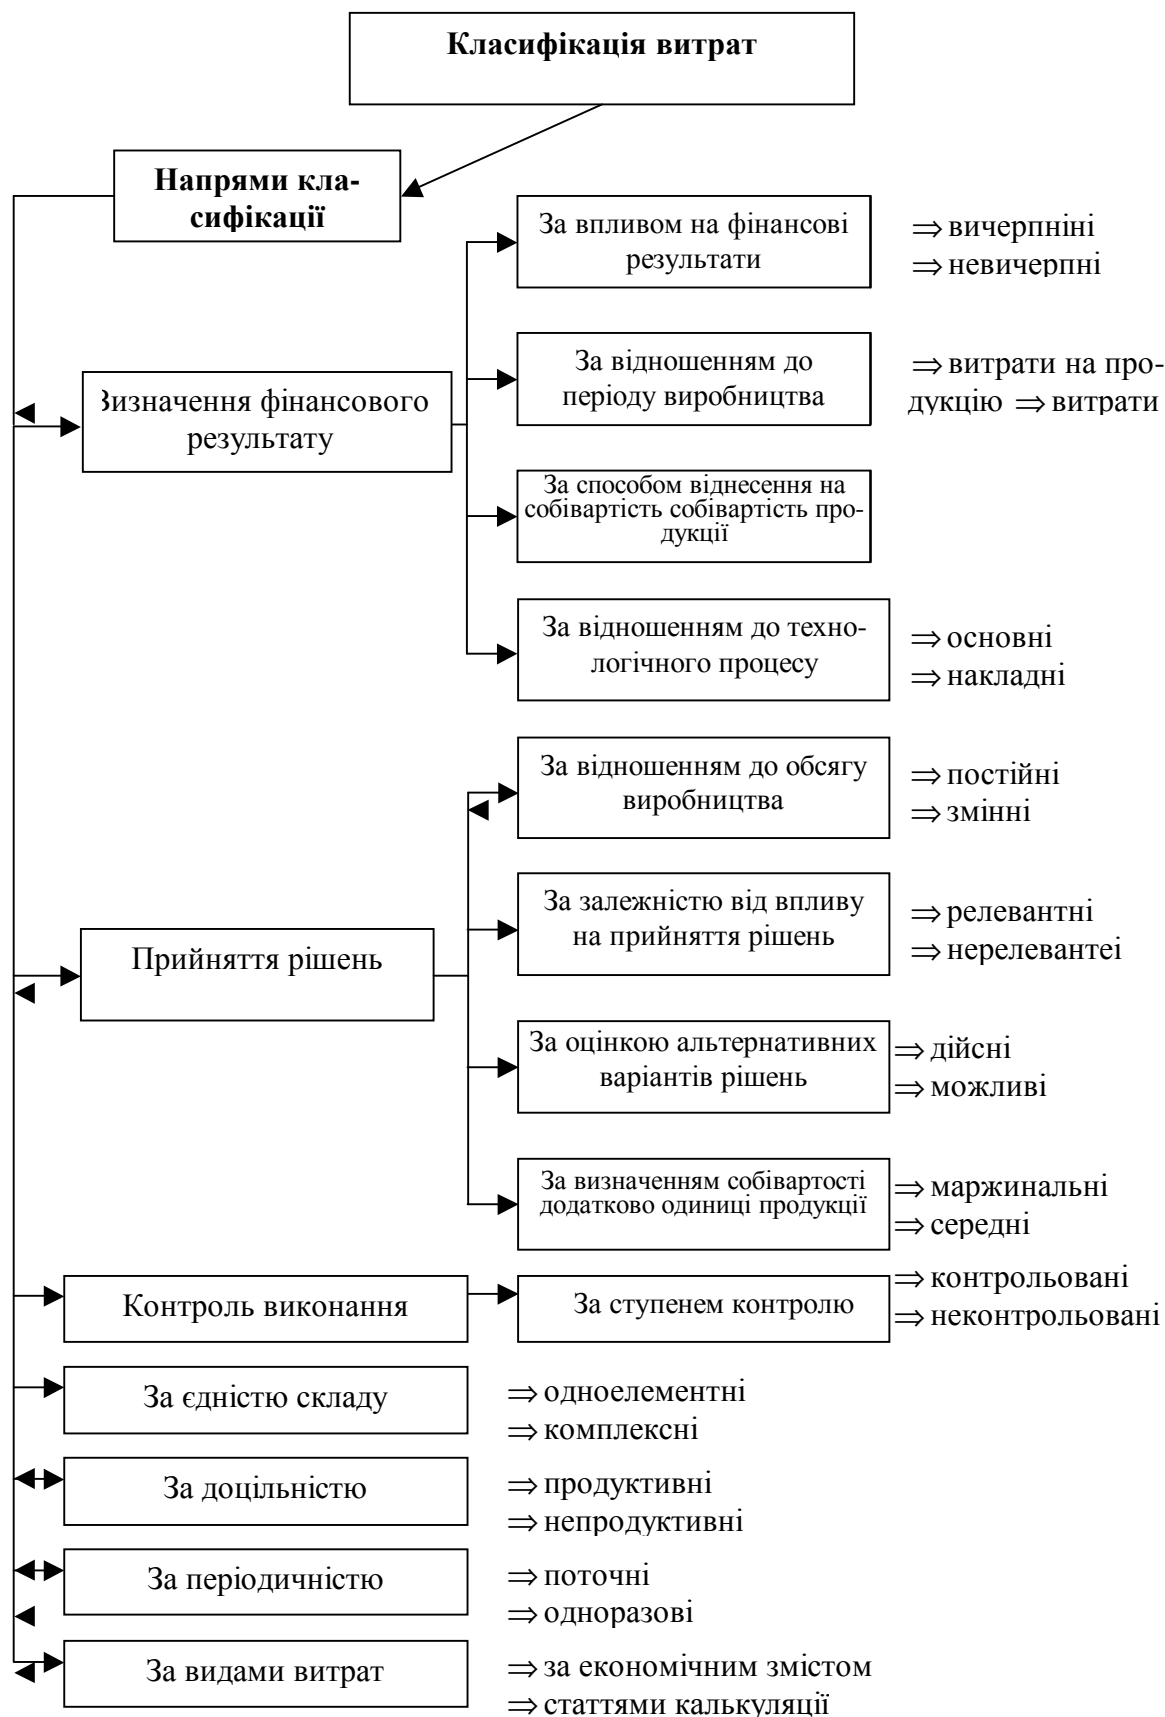 Класифікація витрат
Напрями кла-
сифікації
За впливом на фінансові
результати
⇒ вичерпніні
⇒ невичерпні
Визначення фінансового
результату
За відношенням до
періоду виробництва
⇒ витрати на про-
дукцію ⇒ витрати
За способом віднесення на
собівартість собівартість про-
дукції
За відношенням до техно-
логічного процесу
⇒ основні
⇒ накладні
За відношенням до обсягу
виробництва
⇒ постійні
⇒ змінні
Прийняття рішень
За залежністю від впливу
на прийняття рішень
⇒ релевантні
⇒ нерелевантеі
За оцінкою альтернативних
варіантів рішень
⇒ дійсні
⇒ можливі
За визначенням собівартості
додатково одиниці продукції
⇒ маржинальні
⇒ середні
Контроль виконання
За ступенем контролю
⇒ контрольовані
⇒ неконтрольовані
За єдністю складу
⇒ одноелементні
⇒ комплексні
За доцільністю
⇒ продуктивні
⇒ непродуктивні
За періодичністю
⇒ поточні
⇒ одноразові
За видами витрат
⇒ за економічним змістом
⇒ статтями калькуляції